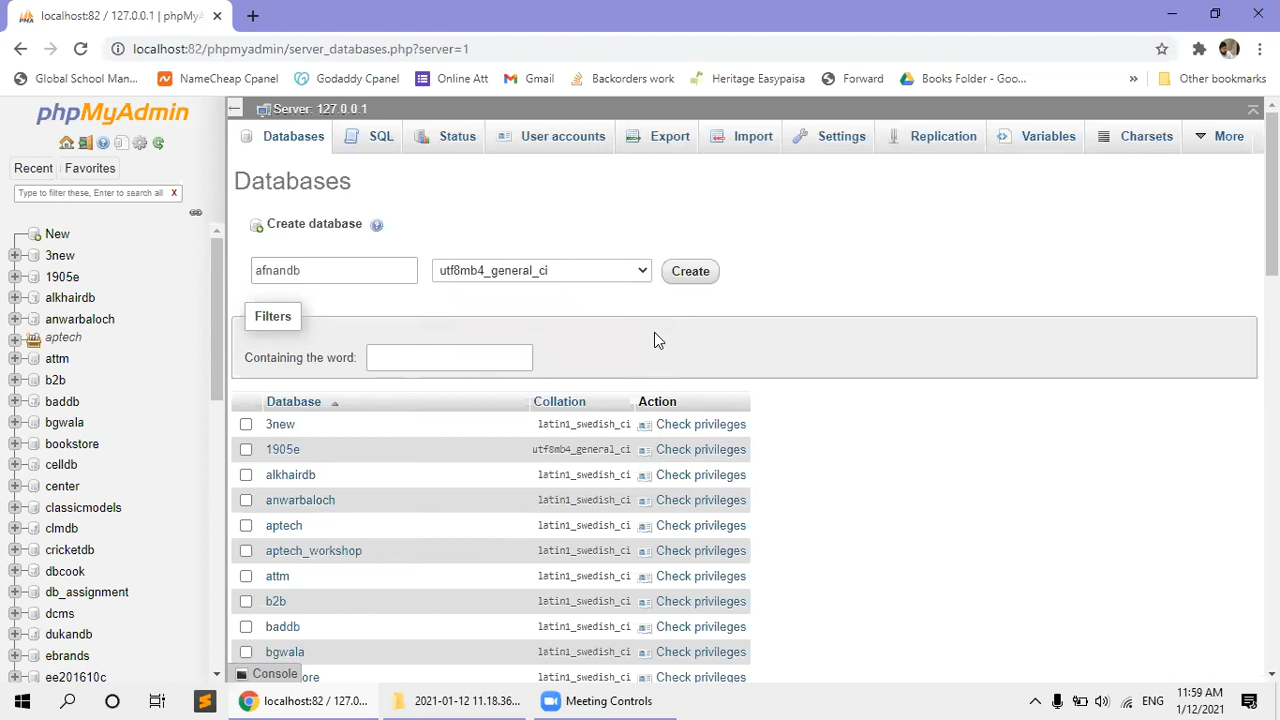 localhost:82 / 127.0.0.1 | phpMyA
localhost:82/phpmyadmin/server_databases.php?server=1
Global School Man...
NameCheap Cpanel
Godaddy Cpanel
Online Att
Gmail
Backorders work
Heritage Easypaisa
Forward
Books Folder - Goo...
»
Other bookmarks
phpMyAdmin
Server: 127.0.0.1
Databases
SQL
Status
User accounts
Export
Import
Settings
Replication
Variables
Charsets
More
Recent
Favorites
Type to filter these, Enter to search all
X
New
3new
1905e
alkhairdb
anwarbaloch
aptech
attm
b2b
baddb
bgwala
bookstore
celldb
center
classicmodels
clmdb
cricketdb
dbcook
db_assignment
dcms
dukandb
ebrands
ee201610c
Databases
Create database
afnandb
utf8mb4_general_ci
Create
Filters
Containing the word:
Database
Collation
Action
3new latin1_swedish_ci Check privileges
1905e utf8mb4_general_ci Check privileges
alkhairdb latin1_swedish_ci Check privileges
anwarbaloch latin1_swedish_ci Check privileges
aptech latin1_swedish_ci Check privileges
aptech_workshop latin1_swedish_ci Check privileges
attm latin1_swedish_ci Check privileges
b2b latin1_swedish_ci Check privileges
baddb latin1_swedish_ci Check privileges
bgwala latin1_swedish_ci Check privileges
ore latin1_swedish_ci Check privileges
Console
localhost:82 / 127.0...
2021-01-12 11.18.36...
Meeting Controls
ENG
11:59 AM
1/12/2021